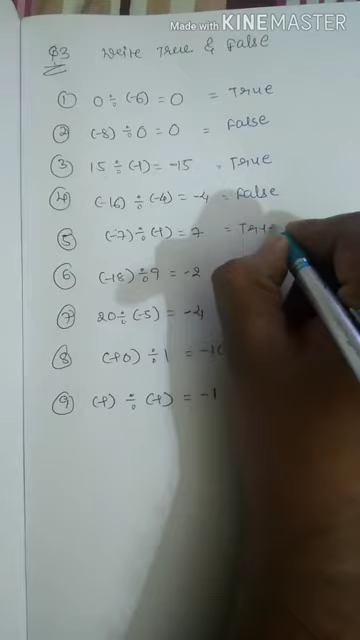 Made with KINEMASTER
Q3 Write True & False
① 0 ÷ (-6) = 0 = True
② (-8) ÷ 0 = 0 = False
③ 15 ÷ (-1) = -15 = True
④ (-16) ÷ (-4) = -4 = False
⑤ (-7) ÷ (-1) = 7 = True
⑥ (-18) ÷ 9 = -2
⑦ 20 ÷ (-5) = -4
⑧ (-10) ÷ 1 = -10
⑨ (-1) ÷ (-1) = -1